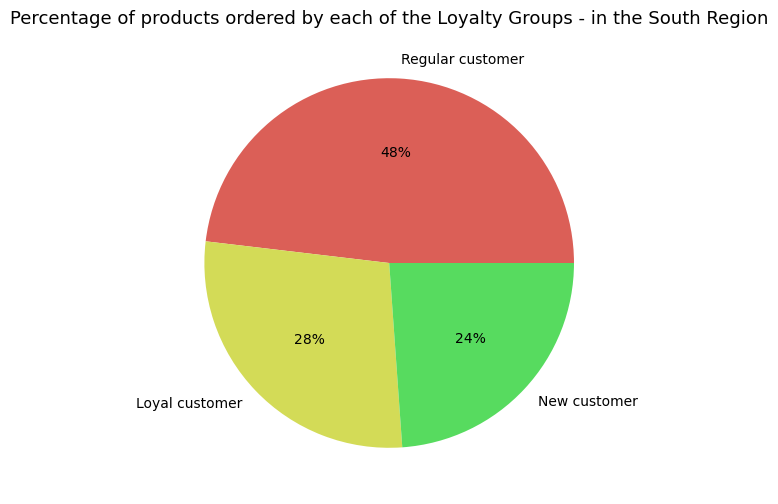 Percentage of products ordered by each of the Loyalty Groups - in the South Region
Regular customer
48%
28%
24%
Loyal customer
New customer